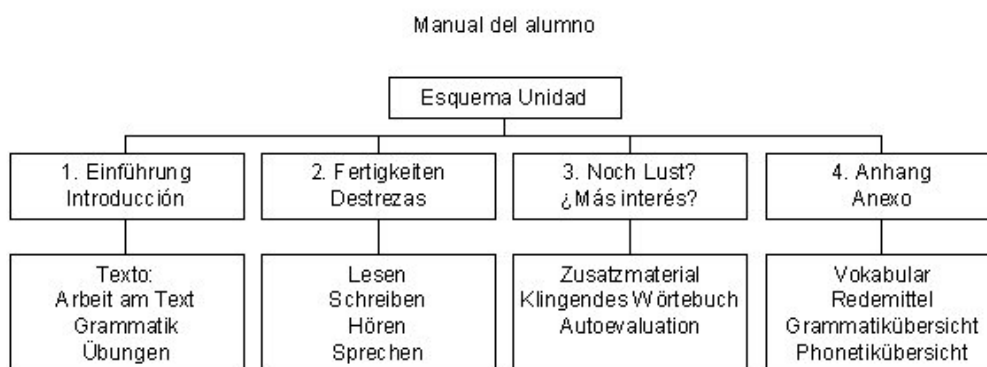 Manual del alumno
Esquema Unidad
1. Einführung
Introducción
2. Fertigkeiten
Destrezas
3. Noch Lust?
¿Más interés?
4. Anhang
Anexo
Texto:
Arbeit am Text
Grammatik
Übungen
Lesen
Schreiben
Hören
Sprechen
Zusatzmaterial
Klingendes Wörtebuch
Autoevaluation
Vokabular
Redemittel
Grammatikübersicht
Phonetikübersicht